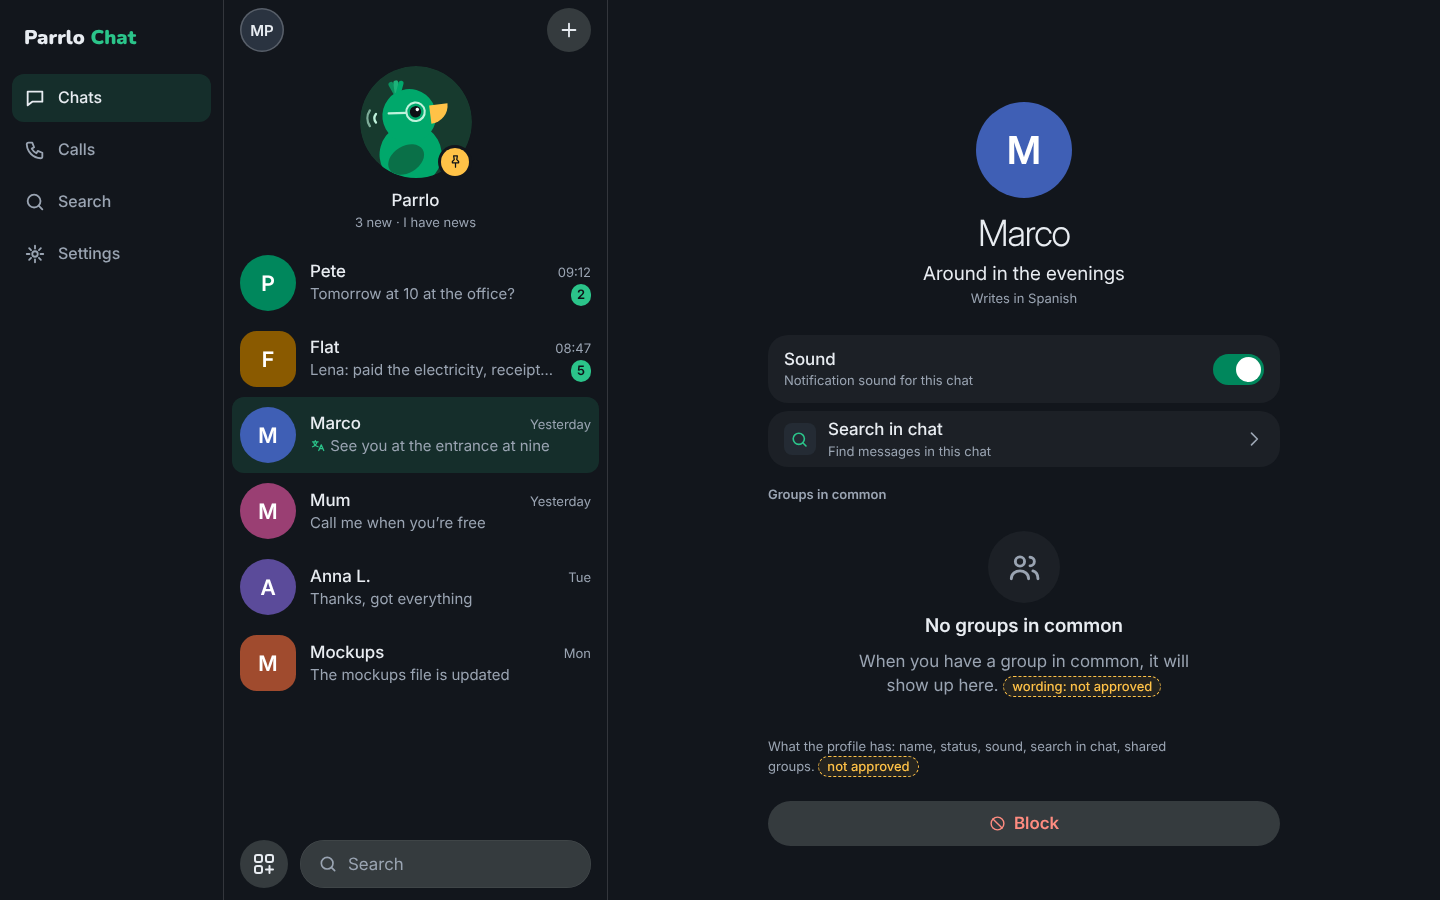 Parrlo Chat
Chats
Calls
Search
Settings
MP
Parrlo
3 new · I have news
P
Pete
09:12
Tomorrow at 10 at the office?
2
F
Flat
08:47
Lena: paid the electricity, receipt...
5
M
Marco
Yesterday
See you at the entrance at nine
M
Mum
Yesterday
Call me when you’re free
A
Anna L.
Tue
Thanks, got everything
M
Mockups
Mon
The mockups file is updated
Search
M
Marco
Around in the evenings
Writes in Spanish
Sound
Notification sound for this chat
Search in chat
Find messages in this chat
Groups in common
No groups in common
When you have a group in common, it will
show up here. wording: not approved
What the profile has: name, status, sound, search in chat, shared
groups. not approved
Block